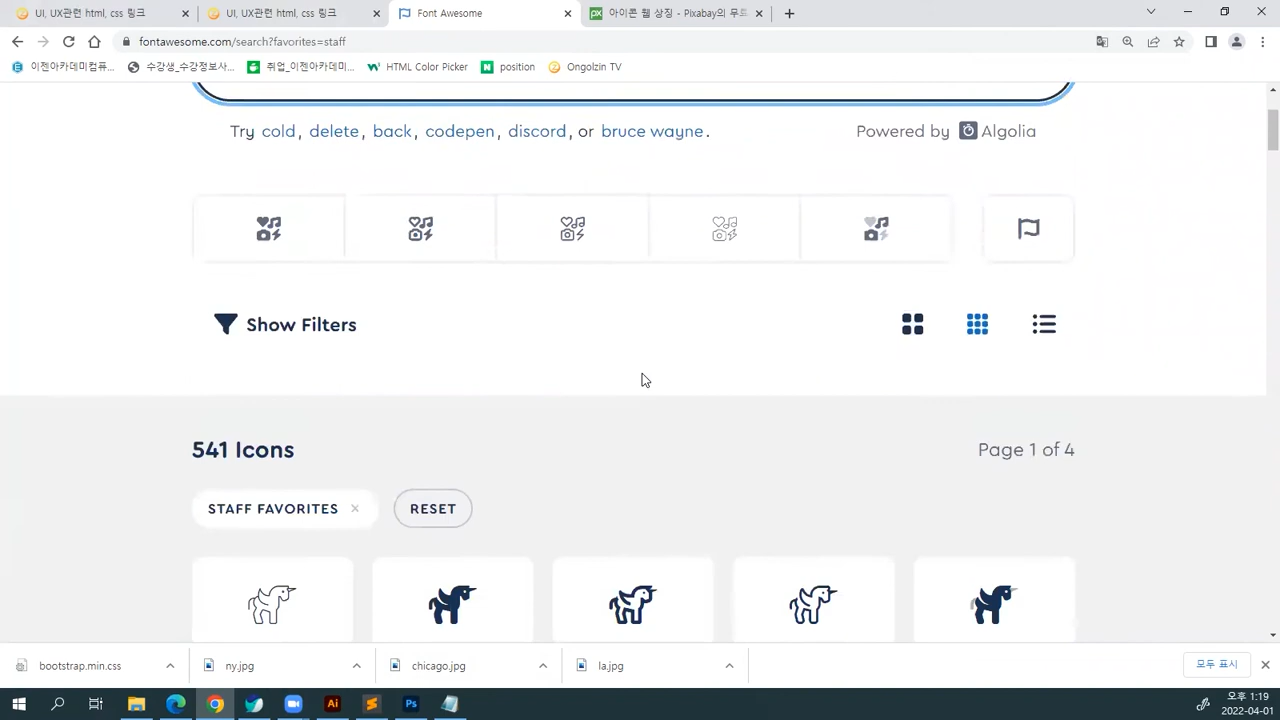 UI, UX관련 html, css 링크
UI, UX관련 html, css 링크
Font Awesome
아이콘 웹 상징 - Pixabay의 무료
fontawesome.com/search?favorites=staff
이젠아카데미컴퓨...
수강생_수강정보사...
취업_이젠아카데미...
HTML Color Picker
position
Ongolzin TV
Try cold, delete, back, codepen, discord, or bruce wayne.
Powered by Algolia
Show Filters
541 Icons
Page 1 of 4
STAFF FAVORITES
RESET
bootstrap.min.css
ny.jpg
chicago.jpg
la.jpg
모두 표시
오후 1:19
2022-04-01